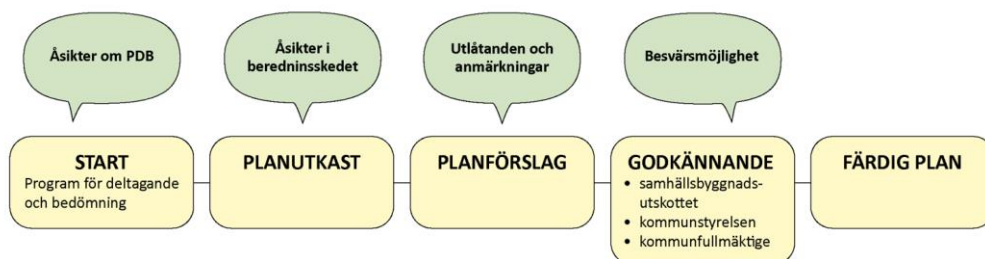 Åsikter om PDB
Åsikter i
beredninsskedet
Utlåtanden och
anmärkningar
Besvärsmöjlighet
START
Program för deltagande
och bedömning
PLANUTKAST
PLANFÖRSLAG
GODKÄNNANDE
• samhällsbyggnads-
utskottet
• kommunstyrelsen
• kommunfullmäktige
FÄRDIG PLAN